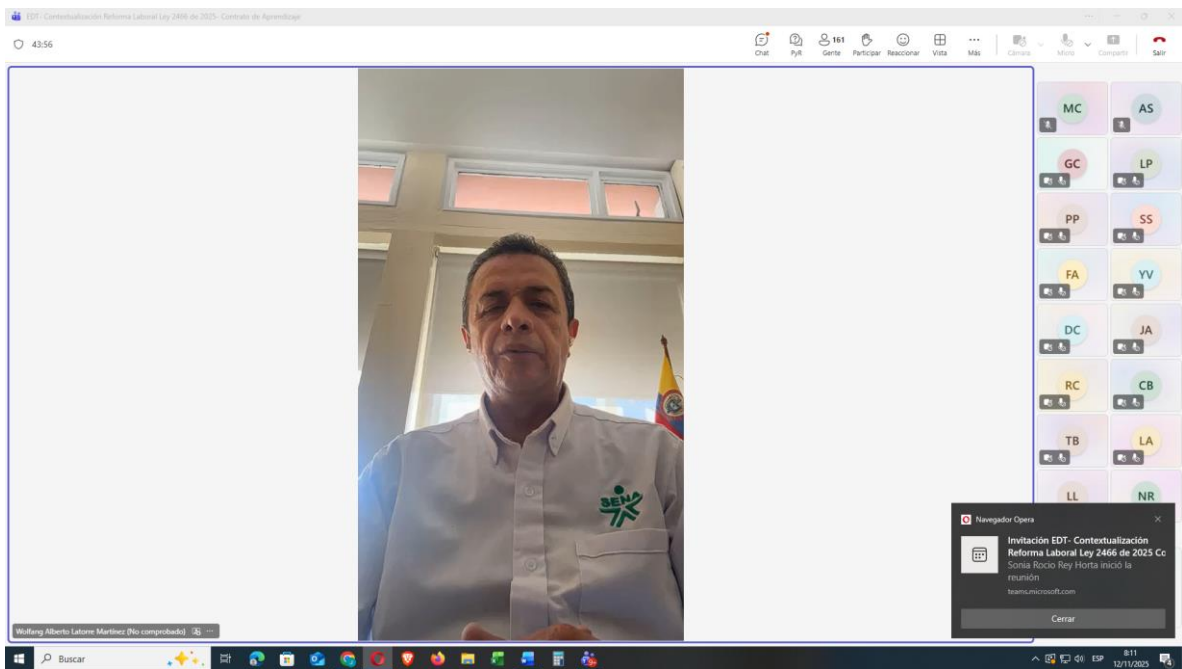 EDT- Contextualización Reforma Laboral Ley 2466 de 2025- Contrato de Aprendizaje
43:56
Chat
PyR
161
Gente
Participar
Reaccionar
Vista
Más
Cámara
Micro
Compartir
Salir
MC
AS
GC
LP
PP
SS
FA
YV
DC
JA
RC
CB
TB
LA
LL
NR
SENA
Navegador Opera
Invitación EDT- Contextualización
Reforma Laboral Ley 2466 de 2025 Co
Sonia Rocio Rey Horta inició la
reunión
teams.microsoft.com
Cerrar
Wolfang Alberto Latorre Martínez (No comprobado)
Buscar
ESP
8:11
12/11/2025